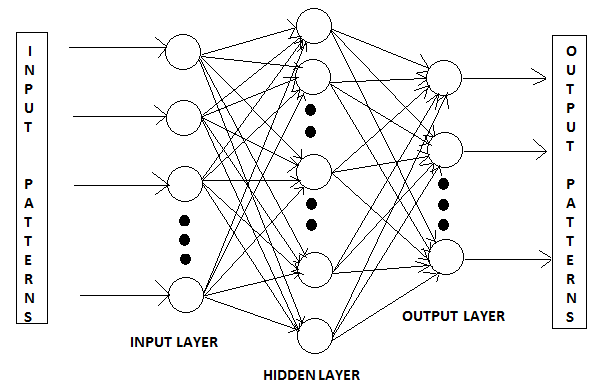 INPUT PATTERNS
OUTPUT PATTERNS
INPUT LAYER
HIDDEN LAYER
OUTPUT LAYER